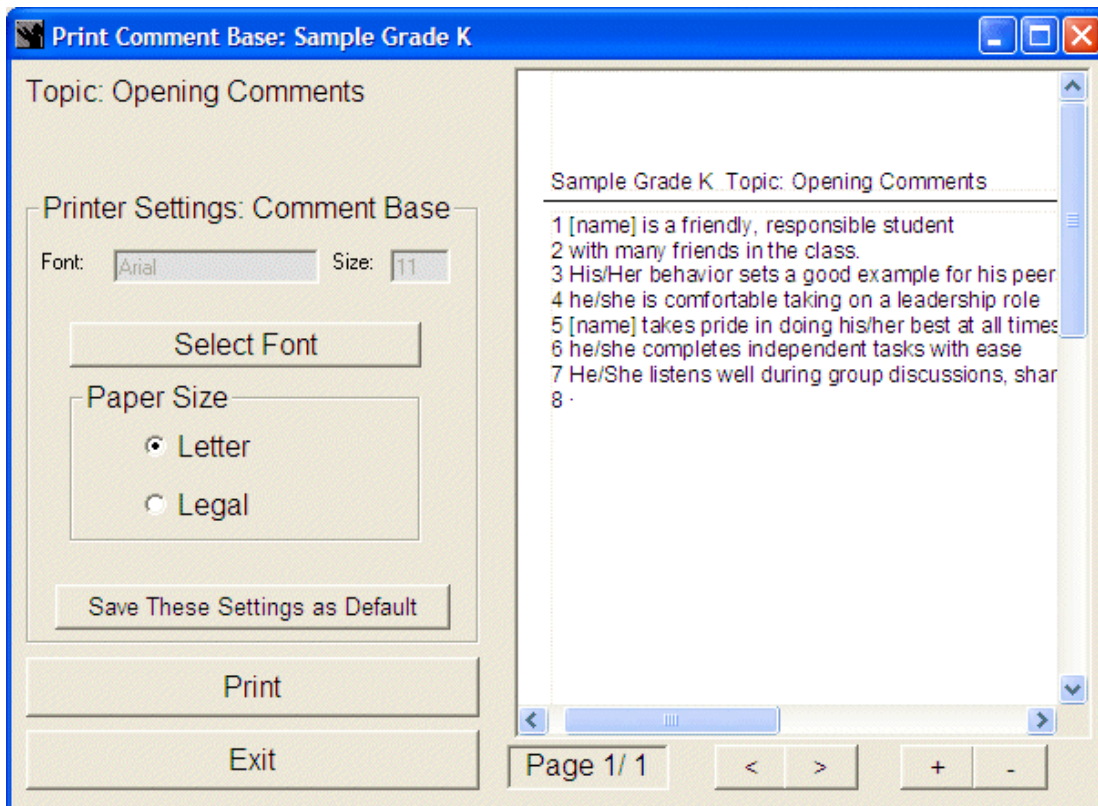 Print Comment Base: Sample Grade K
Topic: Opening Comments
Printer Settings: Comment Base
Font: Arial Size: 11
Select Font
Paper Size
Letter
Legal
Save These Settings as Default
Print
Exit
Sample Grade K Topic: Opening Comments
1 [name] is a friendly, responsible student
2 with many friends in the class.
3 His/Her behavior sets a good example for his peer
4 he/she is comfortable taking on a leadership role
5 [name] takes pride in doing his/her best at all times
6 he/she completes independent tasks with ease
7 He/She listens well during group discussions, shar
8 ·
Page 1/ 1 < > + -